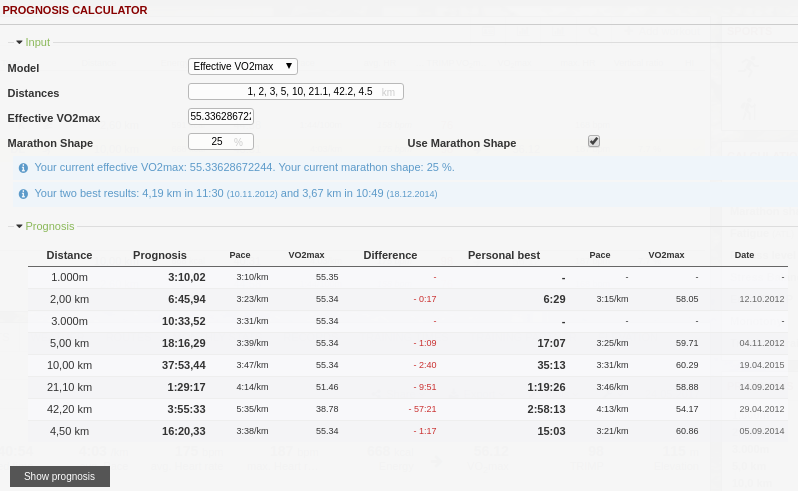 PROGNOSIS CALCULATOR
Input
Model Effective VO2max
Distances 1, 2, 3, 5, 10, 21.1, 42.2, 4.5 km
Effective VO2max 55.33628672
Marathon Shape 25 % Use Marathon Shape
Your current effective VO2max: 55.33628672244. Your current marathon shape: 25 %.
Your two best results: 4,19 km in 11:30 (10.11.2012) and 3,67 km in 10:49 (18.12.2014)
Prognosis
Distance Prognosis Pace VO2max Difference Personal best Pace VO2max Date
1.000m 3:10,02 3:10/km 55.35 - - - - -
2,00 km 6:45,94 3:23/km 55.34 - 0:17 6:29 3:15/km 58.05 12.10.2012
3.000m 10:33,52 3:31/km 55.34 - - - - -
5,00 km 18:16,29 3:39/km 55.34 - 1:09 17:07 3:25/km 59.71 04.11.2012
10,00 km 37:53,44 3:47/km 55.34 - 2:40 35:13 3:31/km 60.29 19.04.2015
21,10 km 1:29:17 4:14/km 51.46 - 9:51 1:19:26 3:46/km 58.88 14.09.2014
42,20 km 3:55:33 5:35/km 38.78 - 57:21 2:58:13 4:13/km 54.17 29.04.2012
4,50 km 16:20,33 3:38/km 55.34 - 1:17 15:03 3:21/km 60.86 05.09.2014
Show prognosis